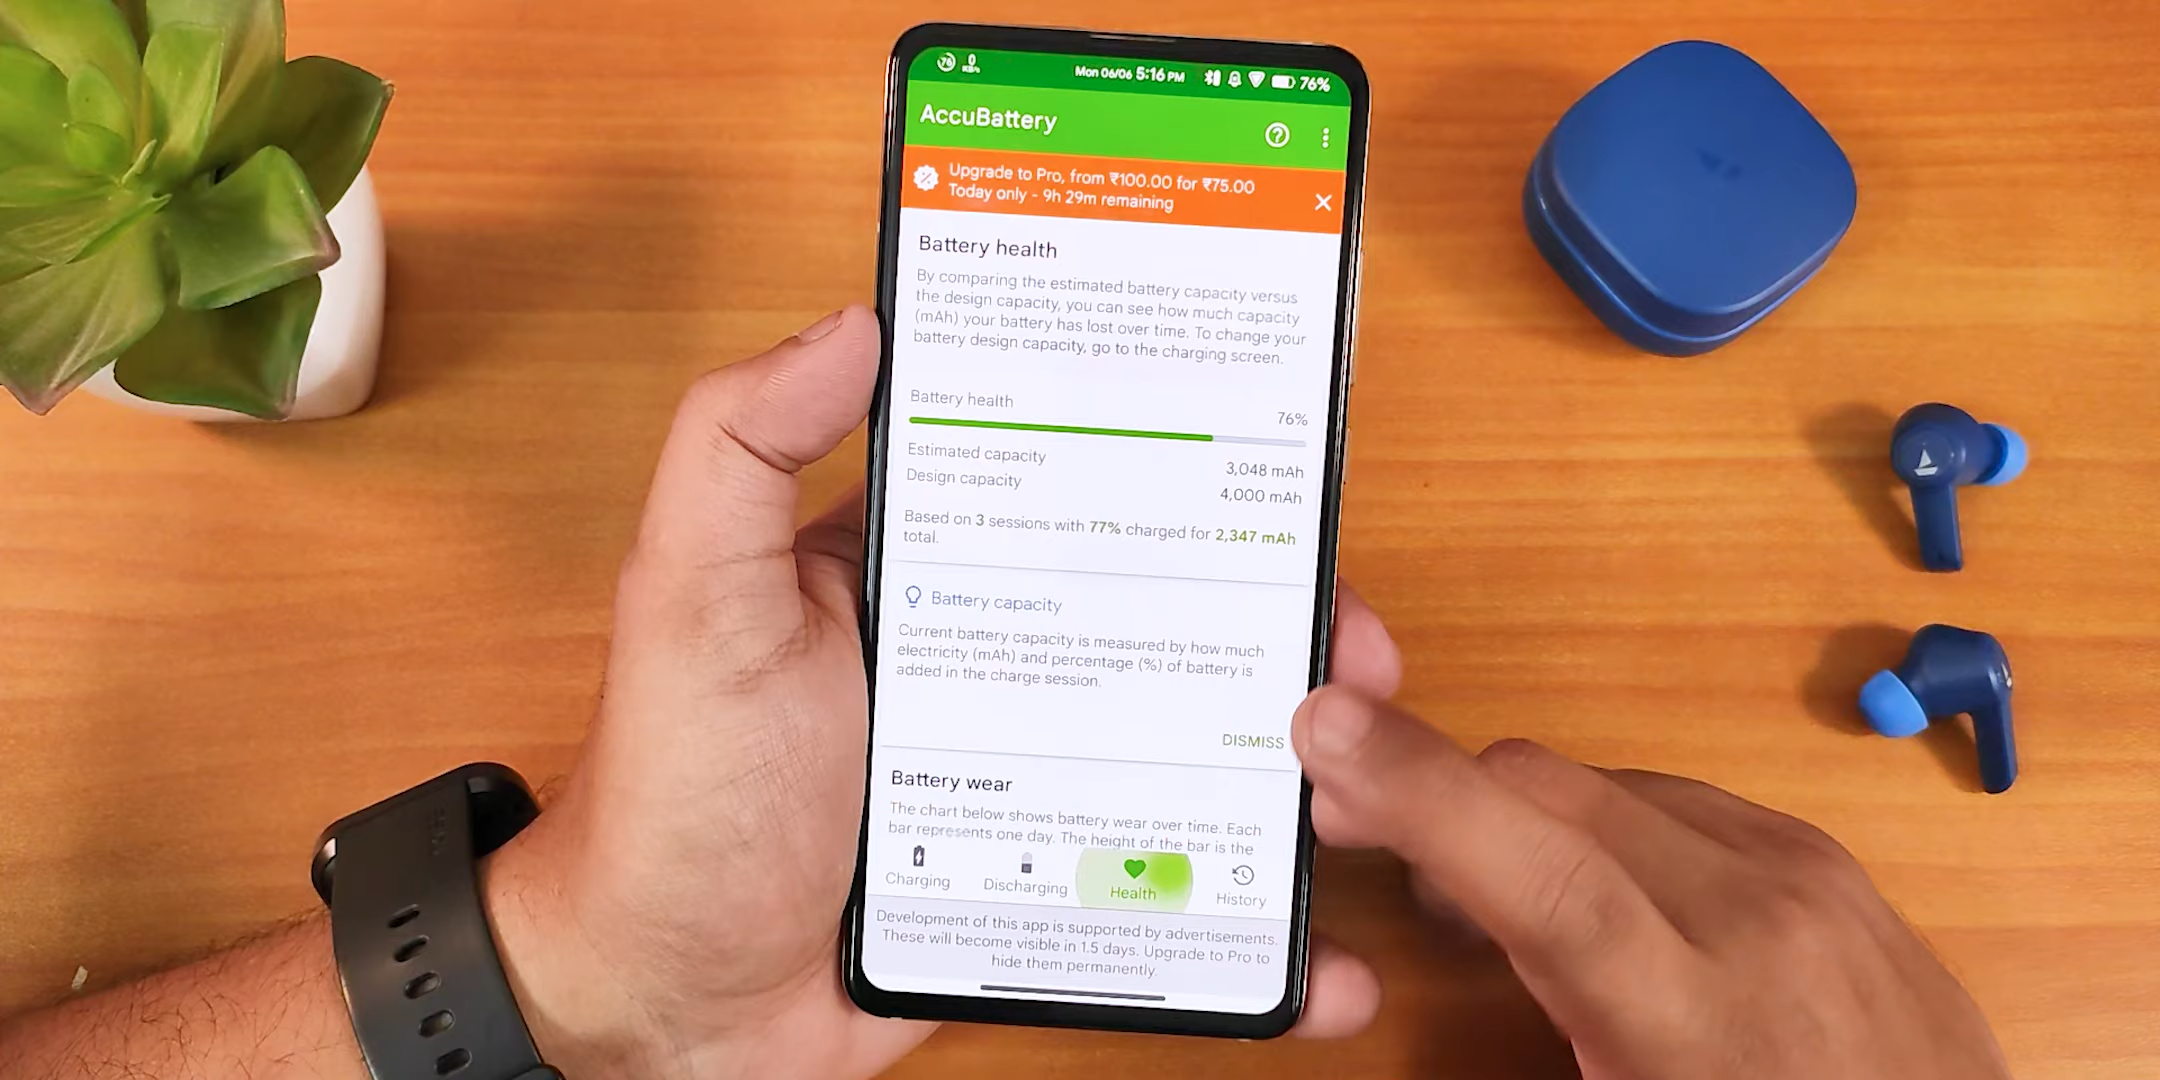 76 0 KB/s Mon 06/06 5:16 PM 76%
AccuBattery
Upgrade to Pro, from ₹100.00 for ₹75.00
Today only - 9h 29m remaining
Battery health
By comparing the estimated battery capacity versus
the design capacity, you can see how much capacity
(mAh) your battery has lost over time. To change your
battery design capacity, go to the charging screen.
Battery health 76%
Estimated capacity 3,048 mAh
Design capacity 4,000 mAh
Based on 3 sessions with 77% charged for 2,347 mAh
total.
Battery capacity
Current battery capacity is measured by how much
electricity (mAh) and percentage (%) of battery is
added in the charge session.
DISMISS
Battery wear
The chart below shows battery wear over time. Each
bar represents one day. The height of the bar is the
Charging Discharging Health History
Development of this app is supported by advertisements.
These will become visible in 1.5 days. Upgrade to Pro to
hide them permanently.